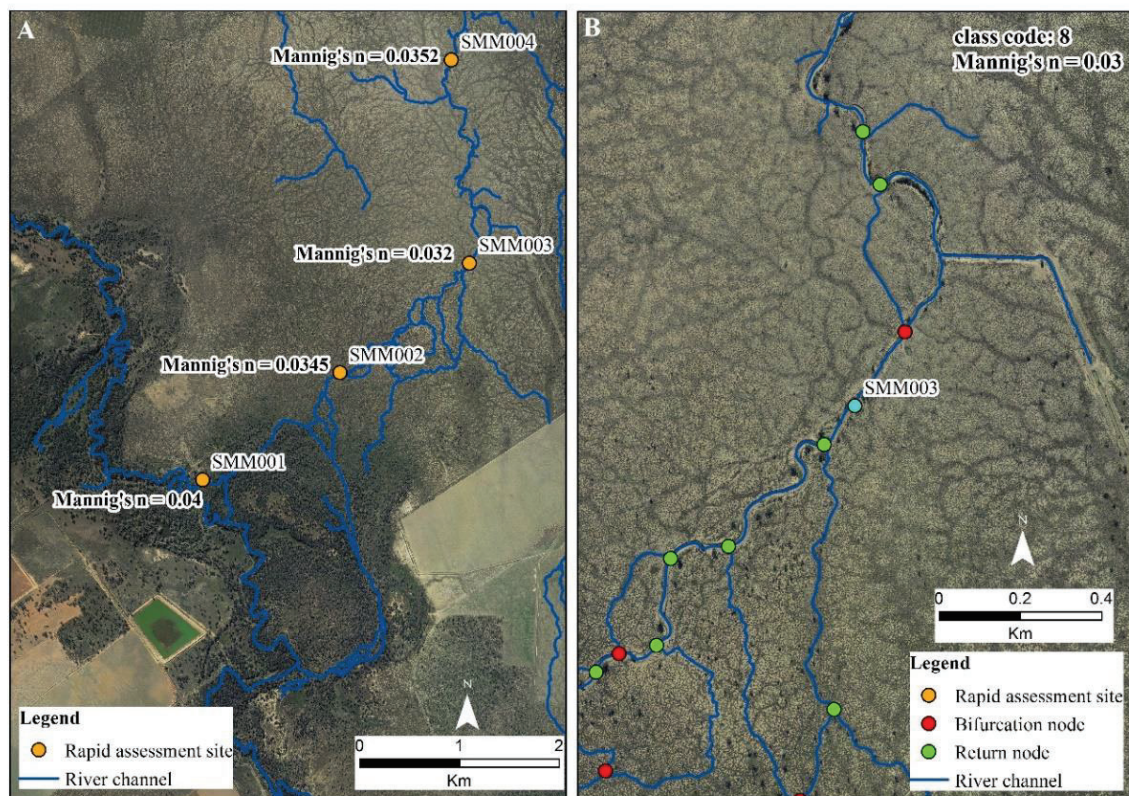 A
Mannig's n = 0.0352
SMM004
Mannig's n = 0.032
SMM003
Mannig's n = 0.0345
SMM002
SMM001
Mannig's n = 0.04
N
0 1 2
Km
Legend
Rapid assessment site
River channel
B
class code: 8
Mannig's n = 0.03
SMM003
N
0 0.2 0.4
Km
Legend
Rapid assessment site
Bifurcation node
Return node
River channel